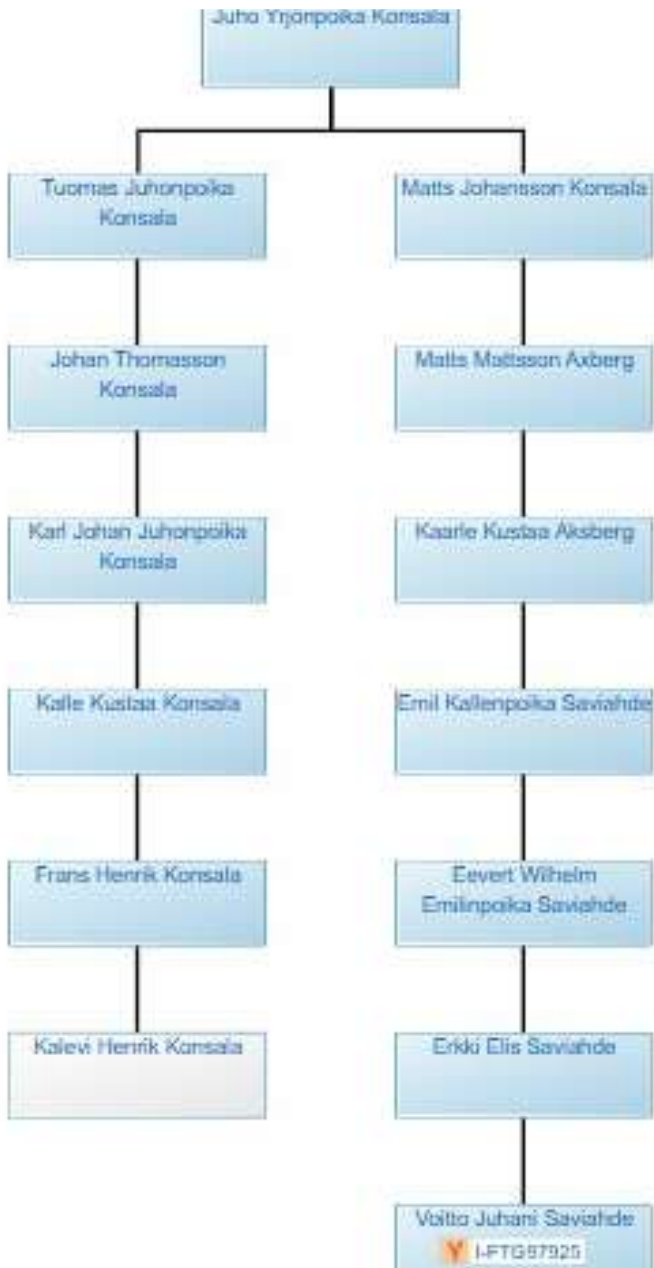 Juho Yrjönpoika Konsala
Tuomas Juhonpoika
Konsala
Matts Johansson Konsala
Johan Thomasson
Konsala
Matts Mattsson Axberg
Karl Johan Juhonpoika
Konsala
Kaarle Kustaa Aksberg
Kalle Kustaa Konsala
Emil Kallenpoika Saviahde
Frans Henrik Konsala
Eevert Wilhelm
Emilinpoika Saviahde
Kalevi Henrik Konsala
Erkki Elis Saviahde
Voitto Juhani Saviahde
Y I-FTG97925